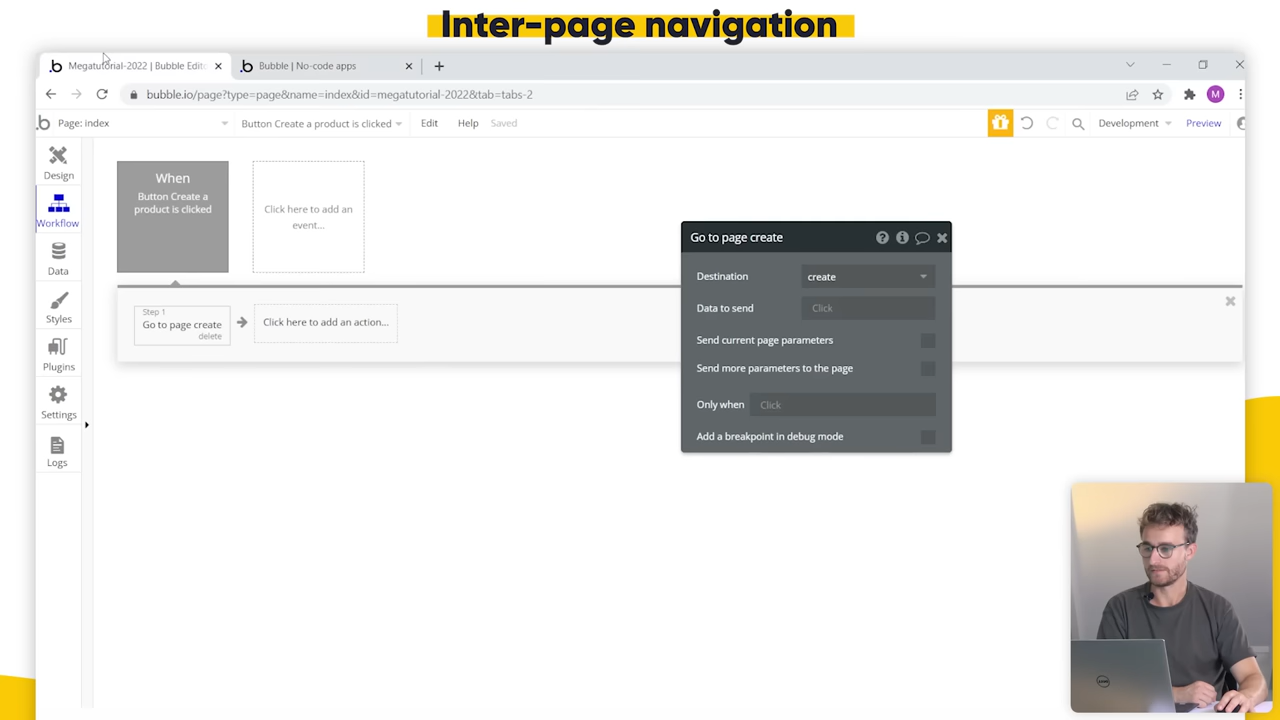 Inter-page navigation
Megatutorial-2022 | Bubble Edito
Bubble | No-code apps
bubble.io/page?type=page&name=index&id=megatutorial-2022&tab=tabs-2
M
Page: index
Button Create a product is clicked
Edit
Help
Saved
Development
Preview
Design
Workflow
Data
Styles
Plugins
Settings
Logs
When
Button Create a
product is clicked
Click here to add an
event...
Step 1
Go to page create
delete
Click here to add an action...
Go to page create
Destination
create
Data to send
Click
Send current page parameters
Send more parameters to the page
Only when
Click
Add a breakpoint in debug mode
DELL